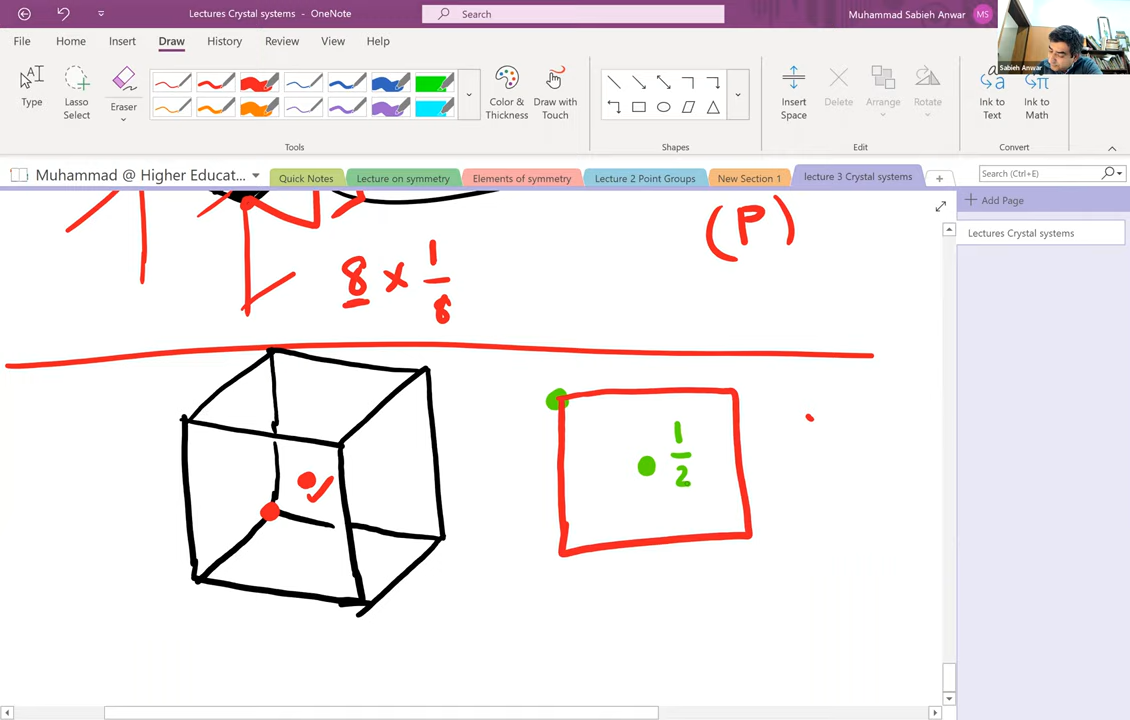 Lectures Crystal systems - OneNote
Search
Muhammad Sabieh Anwar
MS
File Home Insert Draw History Review View Help
Sabieh Anwar
Type
Lasso Select
Eraser
Color & Thickness
Draw with Touch
Insert Space
Delete
Arrange
Rotate
Ink to Text
Ink to Math
Tools
Shapes
Edit
Convert
Muhammad @ Higher Educat...
Quick Notes
Lecture on symmetry
Elements of symmetry
Lecture 2 Point Groups
New Section 1
lecture 3 Crystal systems
Search (Ctrl+E)
Add Page
Lectures Crystal systems
(P)
8 x 1/8
1/2